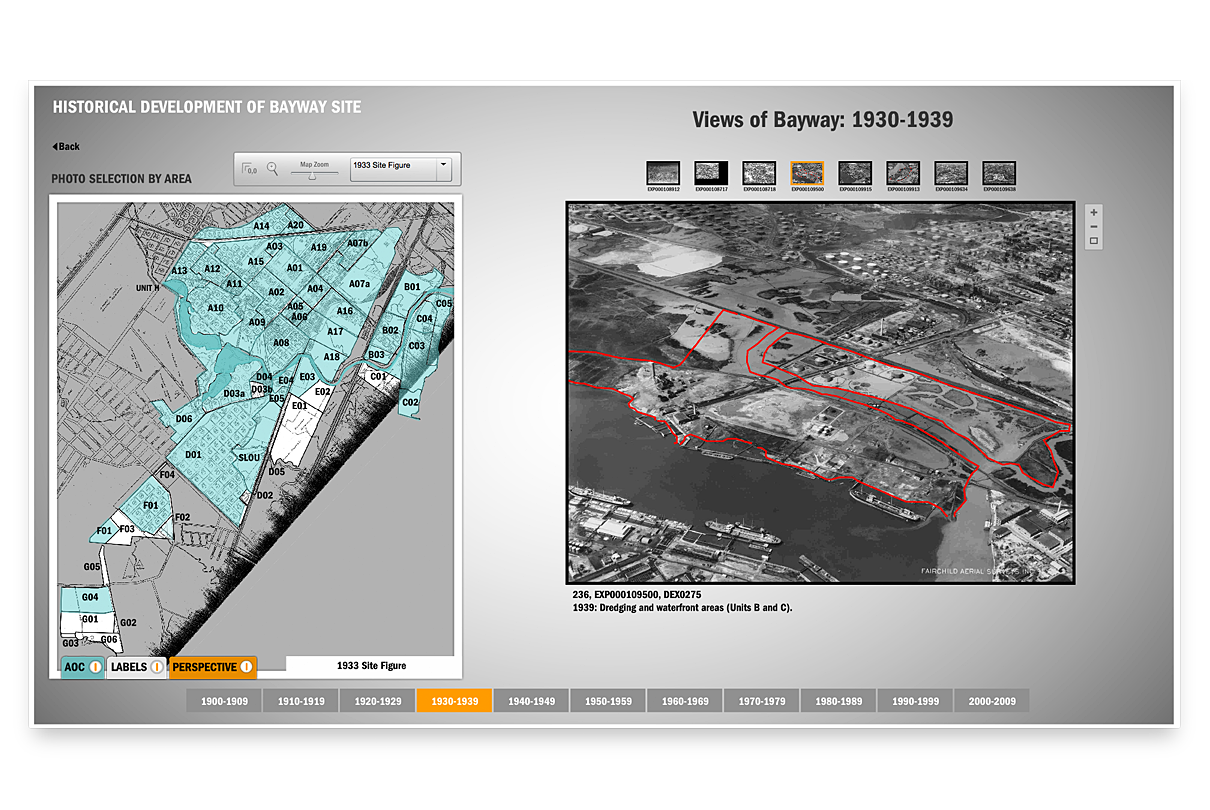 HISTORICAL DEVELOPMENT OF BAYWAY SITE
Back
PHOTO SELECTION BY AREA
0,0
Map Zoom
1933 Site Figure
A14
A20
A03
A19
A07b
A15
A13
A12
A01
A11
A07a
UNIT
A02
A04
B01
A10
A05
A06
A16
C05
A09
C04
A17
B02
A08
C03
A18
B03
D04
E03
C01
E04
D03b
D03a
E02
E05
E01
C02
D06
D01
SLOU
D05
F04
D02
F01
F02
F01
F03
G05
G04
G01
G02
G03
G06
AOC
LABELS
PERSPECTIVE
1933 Site Figure
Views of Bayway: 1930-1939
EXP000108912
EXP000108717
EXP000108718
EXP000109500
EXP000109915
EXP000109913
EXP000109634
EXP000109638
FAIRCHILD AERIAL SURVEYS, INC.
236, EXP000109500, DEX0275
1939: Dredging and waterfront areas (Units B and C).
1900-1909
1910-1919
1920-1929
1930-1939
1940-1949
1950-1959
1960-1969
1970-1979
1980-1989
1990-1999
2000-2009